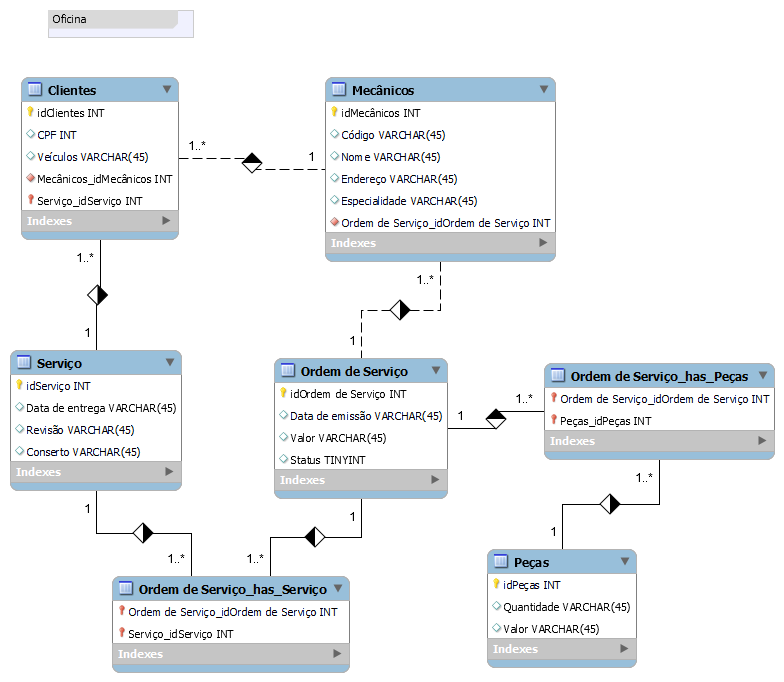 Oficina
Clientes
idClientes INT
CPF INT
Veículos VARCHAR(45)
Mecânicos_idMecânicos INT
Serviço_idServiço INT
Indexes
1..*
1
Mecânicos
idMecânicos INT
Código VARCHAR(45)
Nome VARCHAR(45)
Endereço VARCHAR(45)
Especialidade VARCHAR(45)
Ordem de Serviço_idOrdem de Serviço INT
Indexes
1..*
1
1..*
1
Serviço
idServiço INT
Data de entrega VARCHAR(45)
Revisão VARCHAR(45)
Conserto VARCHAR(45)
Indexes
Ordem de Serviço
idOrdem de Serviço INT
Data de emissão VARCHAR(45)
Valor VARCHAR(45)
Status TINYINT
Indexes
1
1..*
Ordem de Serviço_has_Peças
Ordem de Serviço_idOrdem de Serviço INT
Peças_idPeças INT
Indexes
1..*
1
1
1..*
1
1..*
Ordem de Serviço_has_Serviço
Ordem de Serviço_idOrdem de Serviço INT
Serviço_idServiço INT
Indexes
Peças
idPeças INT
Quantidade VARCHAR(45)
Valor VARCHAR(45)
Indexes